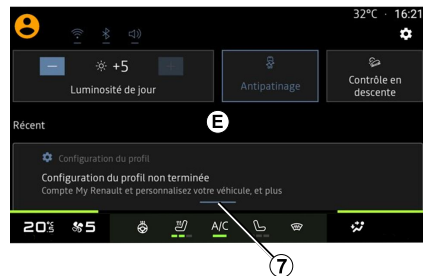 32°C · 16:21
+5
Luminosité de jour
Antipatinage
Contrôle en
descente
Récent
E
Configuration du profil
Configuration du profil non terminée
Compte My Renault et personnalisez votre véhicule, et plus
20°5 5 A/C
7